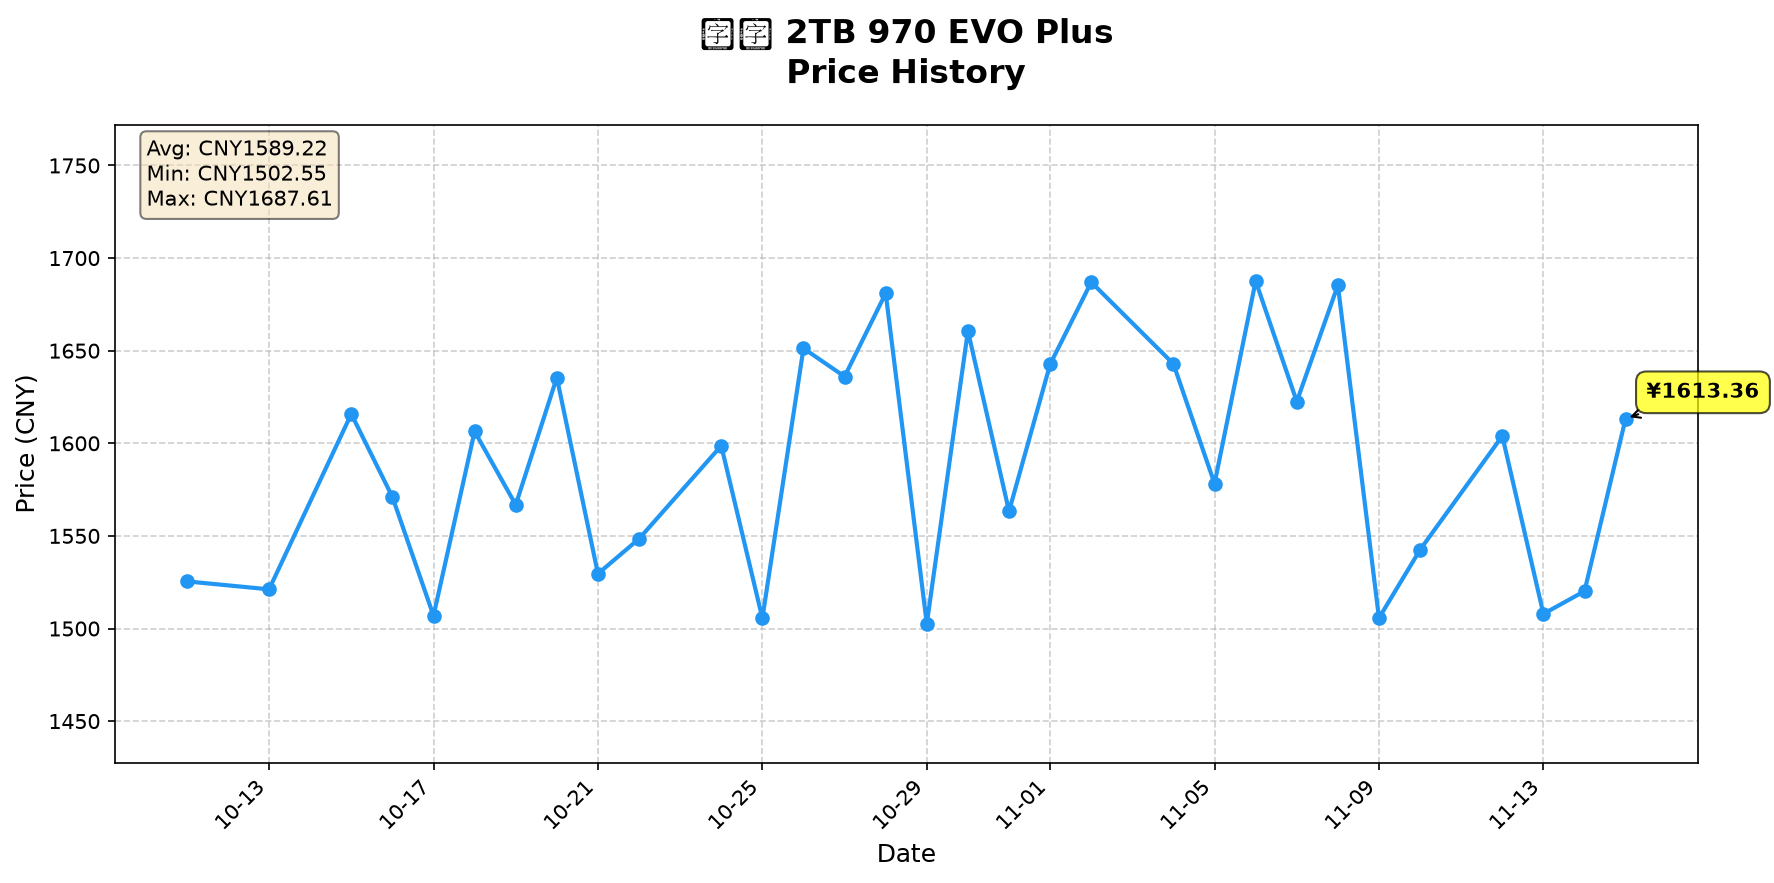 2TB 970 EVO Plus
Price History
Avg: CNY1589.22
Min: CNY1502.55
Max: CNY1687.61
¥1613.36
Price (CNY)
1750
1700
1650
1600
1550
1500
1450
10-13
10-17
10-21
10-25
10-29
11-01
11-05
11-09
11-13
Date